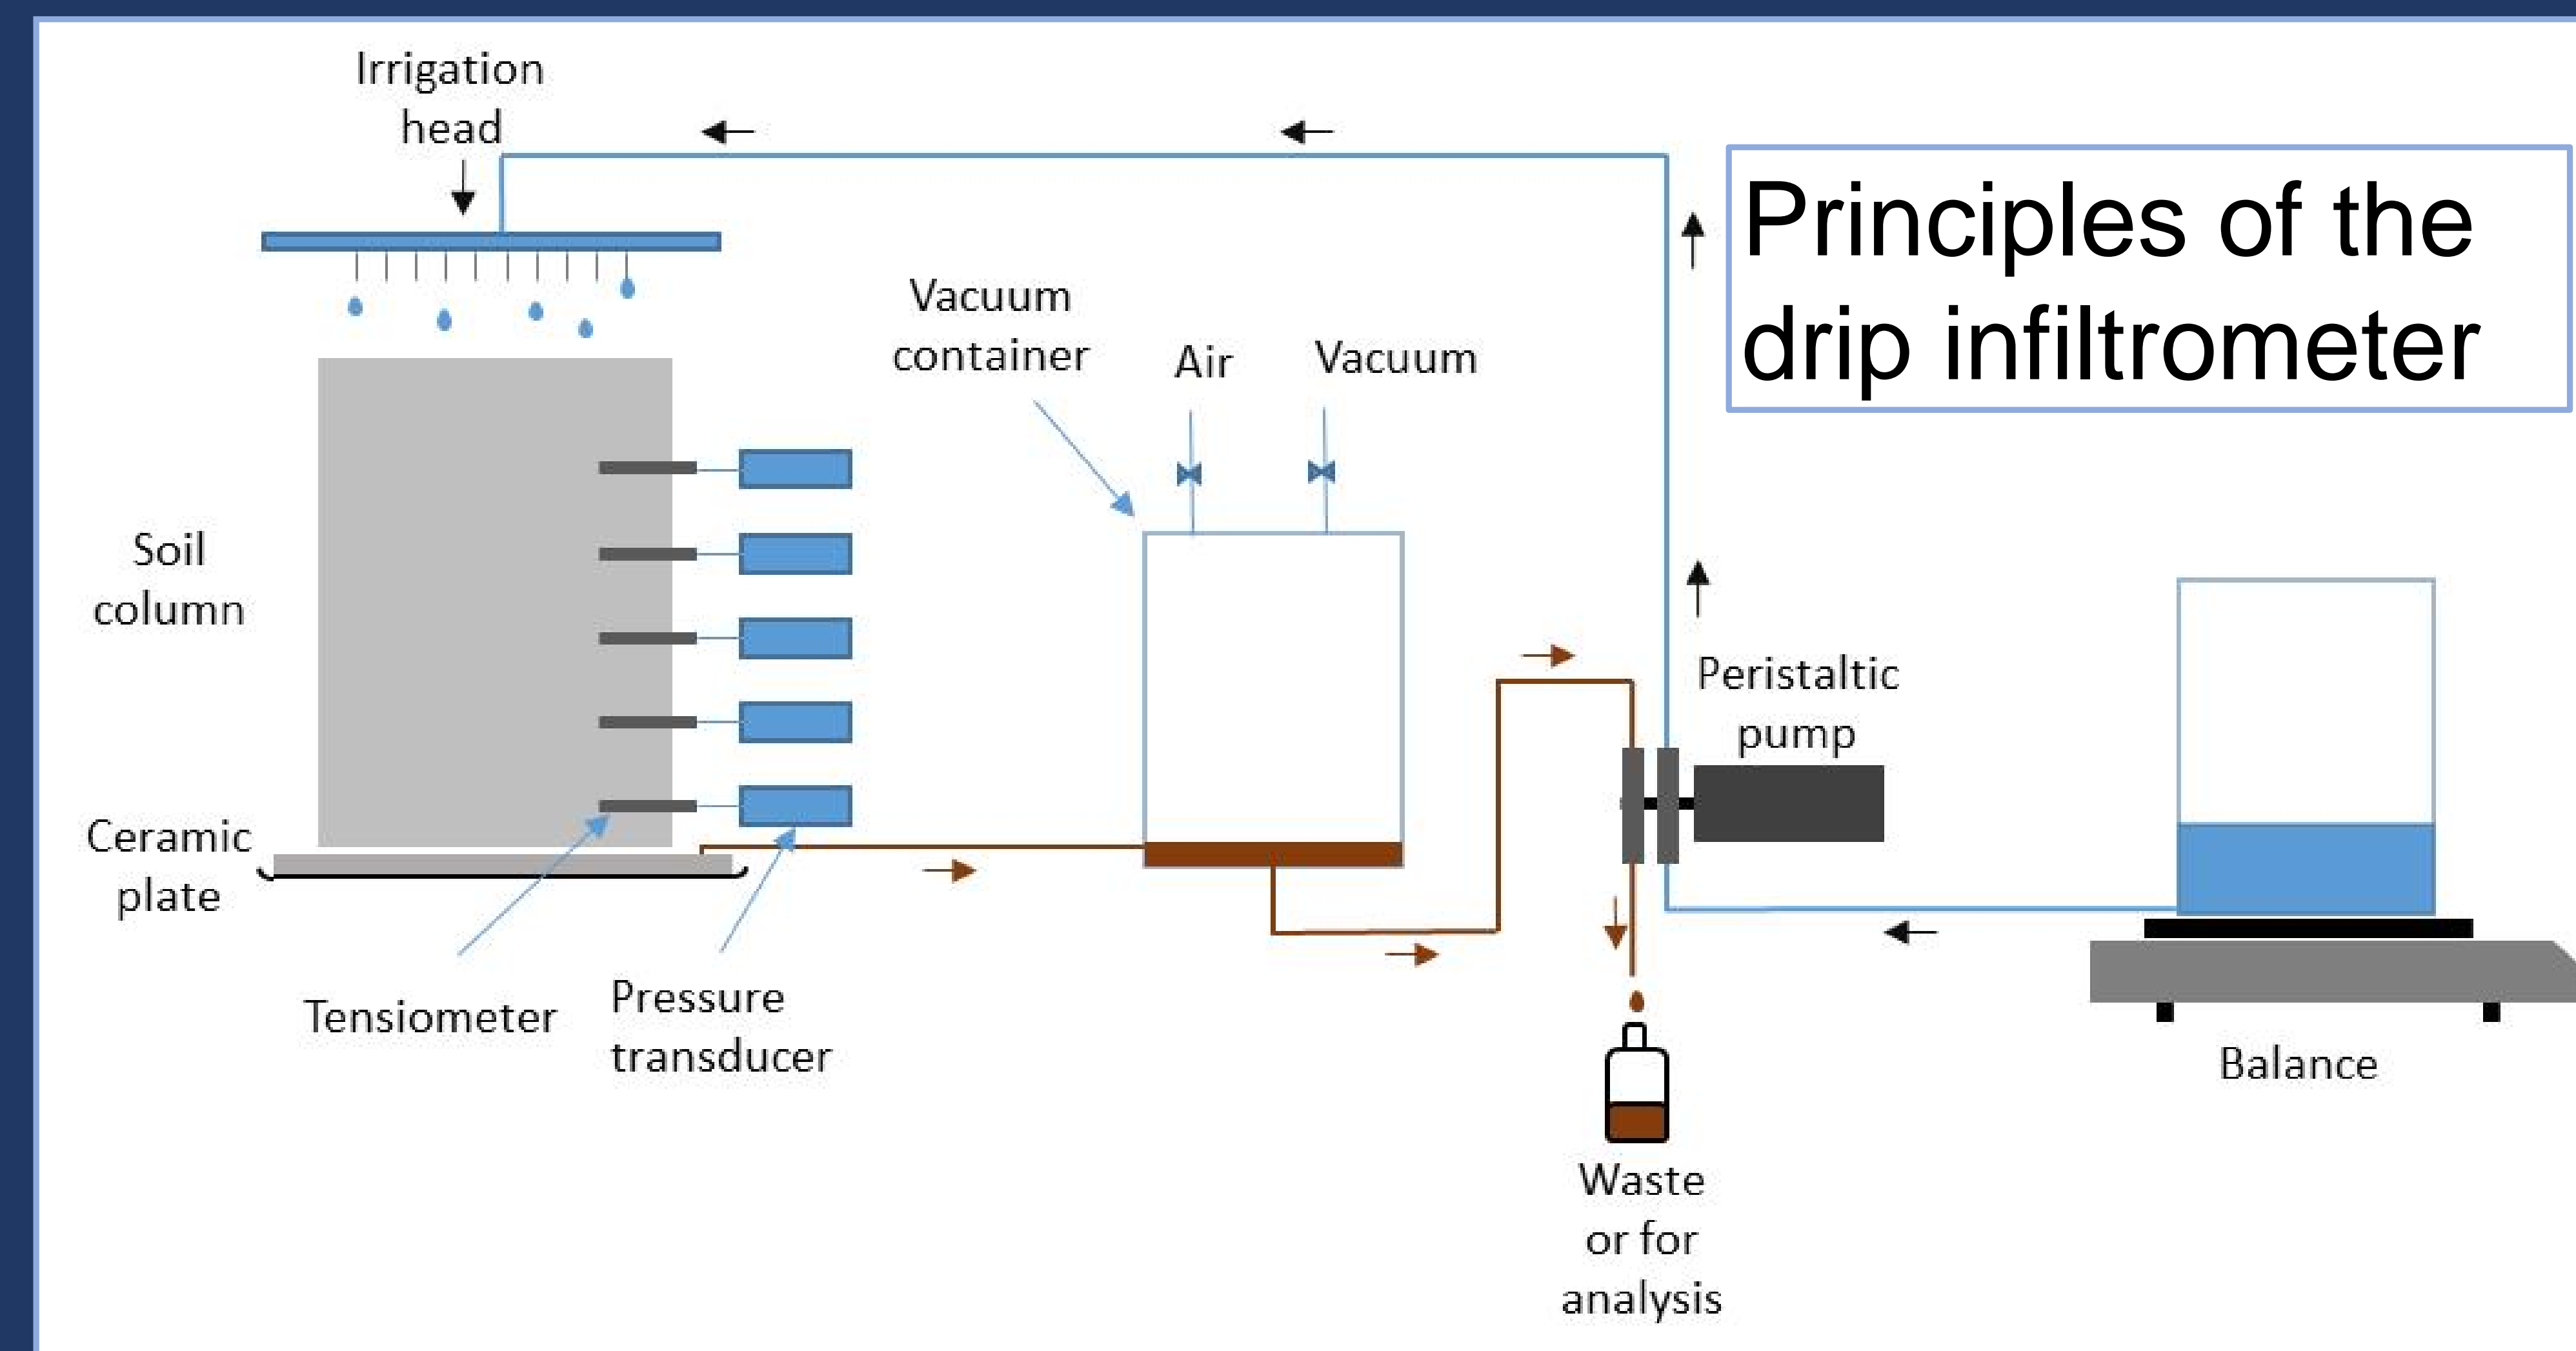 Irrigation
head
Principles of the
drip infiltrometer
Vacuum
container
Air
Vacuum
Soil
column
Peristaltic
pump
Ceramic
plate
Tensiometer
Pressure
transducer
Balance
Waste
or for
analysis